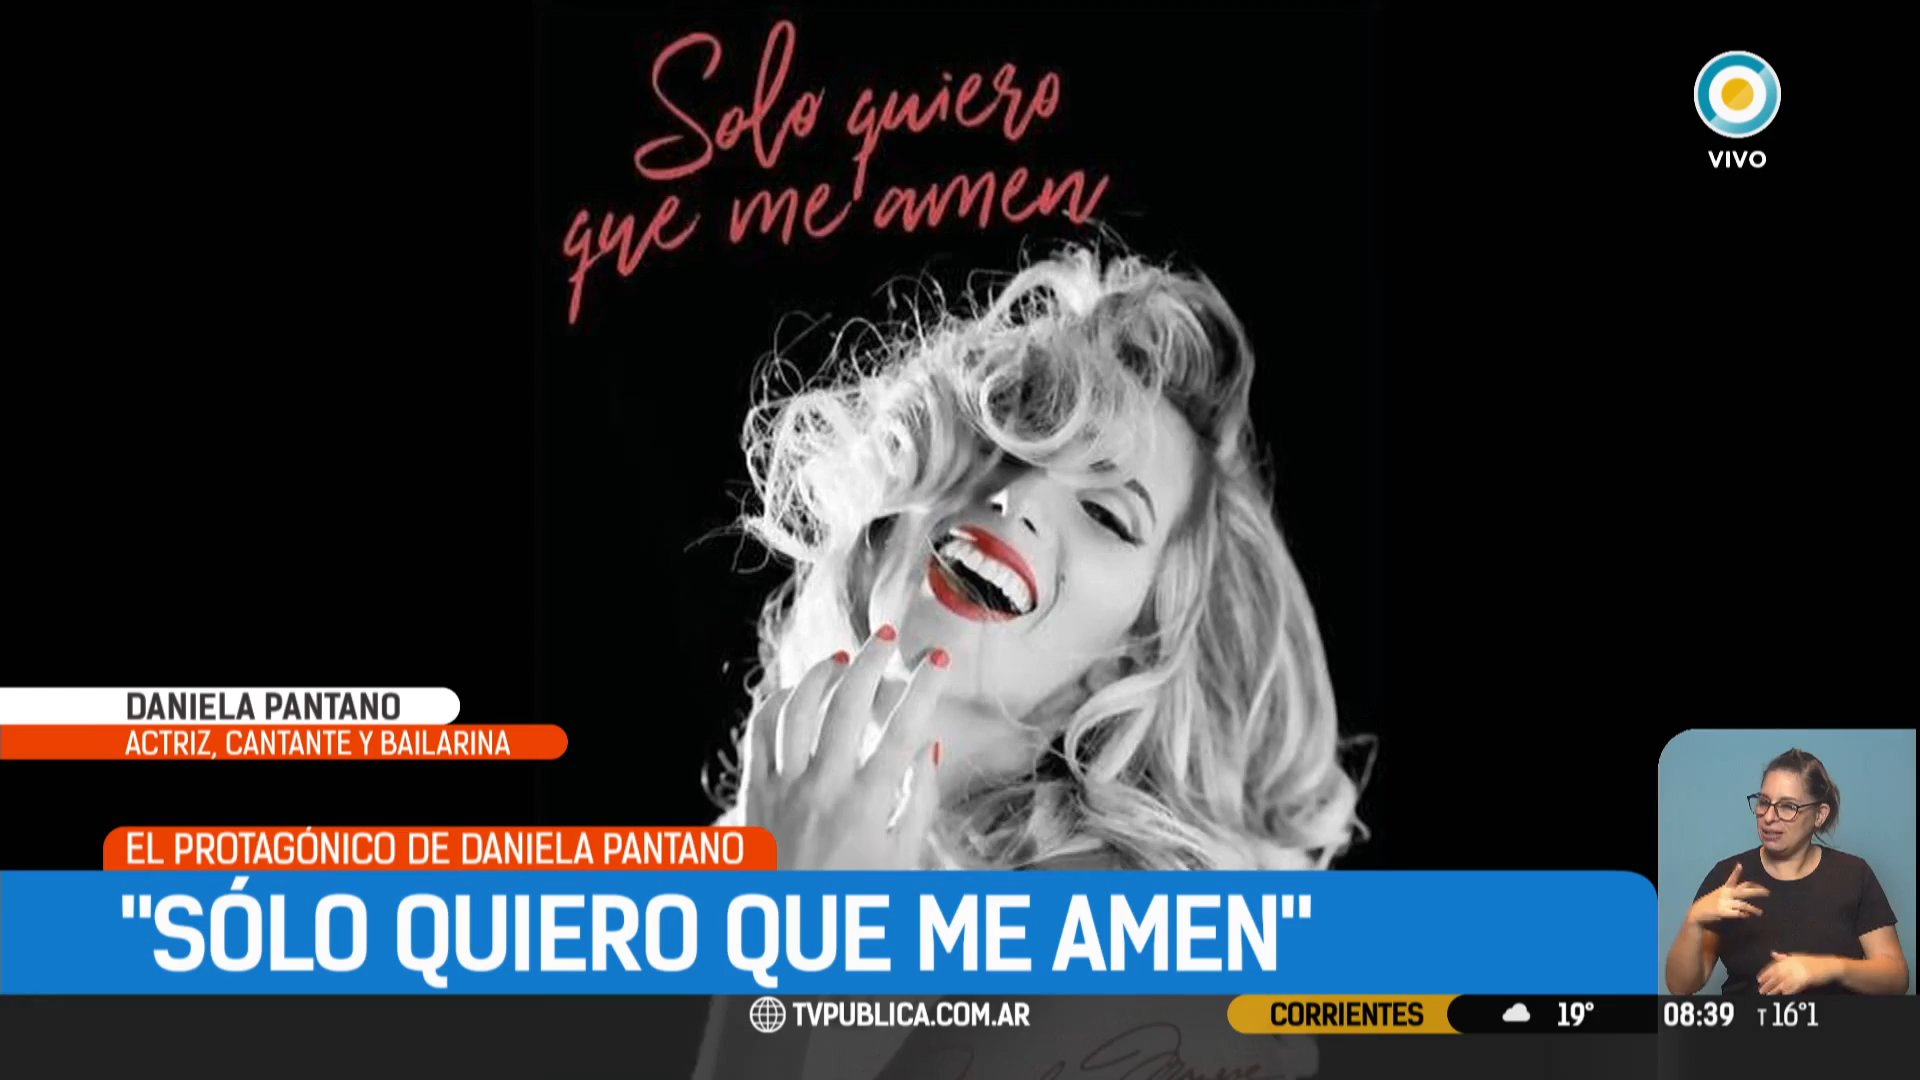 Solo quiero
que me amen
VIVO
DANIELA PANTANO
ACTRIZ, CANTANTE Y BAILARINA
EL PROTAGÓNICO DE DANIELA PANTANO
"SÓLO QUIERO QUE ME AMEN"
TVPUBLICA.COM.AR
CORRIENTES 19° 08:39 T 16°1